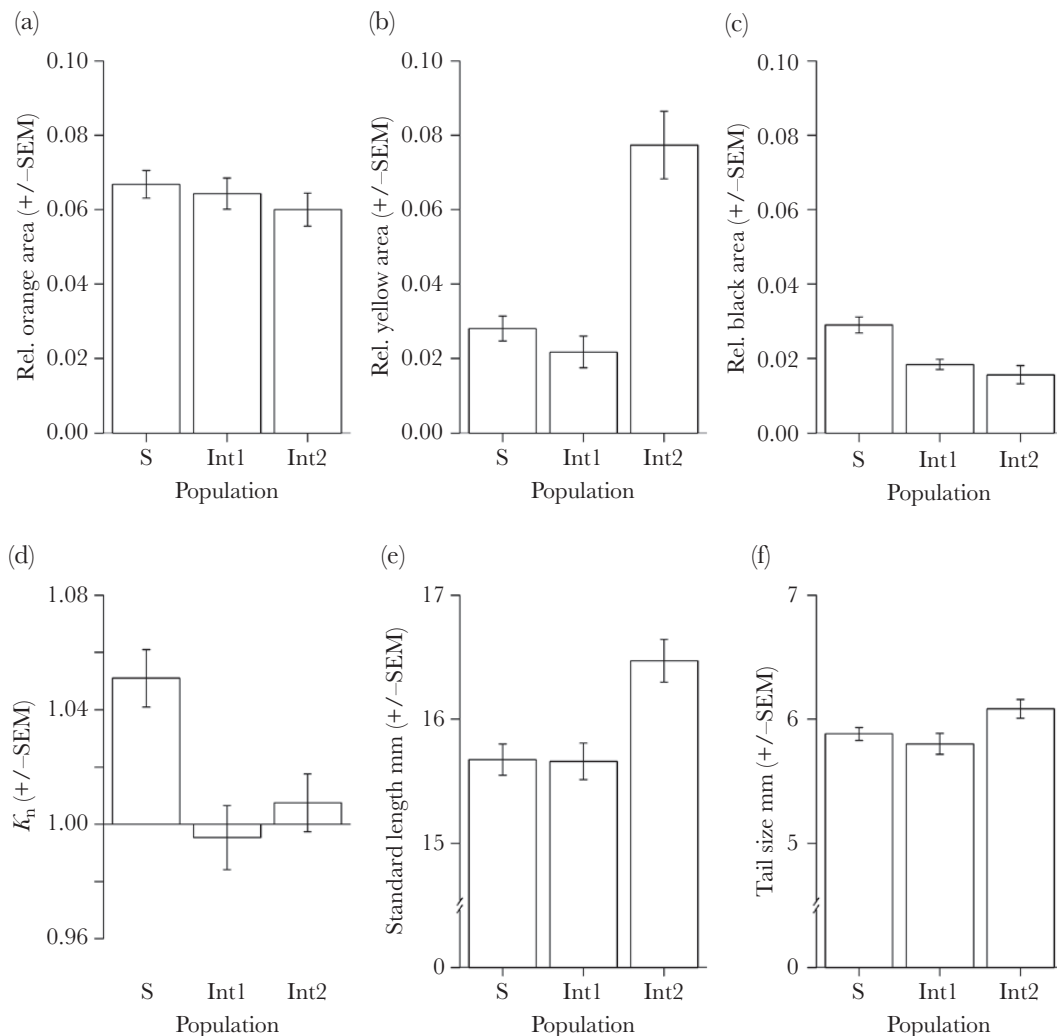 (a)
Rel. orange area (+/–SEM)
0.10
0.08
0.06
0.04
0.02
0.00
S Int1 Int2
Population
(b)
Rel. yellow area (+/–SEM)
0.10
0.08
0.06
0.04
0.02
0.00
S Int1 Int2
Population
(c)
Rel. black area (+/–SEM)
0.10
0.08
0.06
0.04
0.02
0.00
S Int1 Int2
Population
(d)
Kn (+/–SEM)
1.08
1.04
1.00
0.96
S Int1 Int2
Population
(e)
Standard length mm (+/–SEM)
17
16
15
0
S Int1 Int2
Population
(f)
Tail size mm (+/–SEM)
7
6
5
0
S Int1 Int2
Population